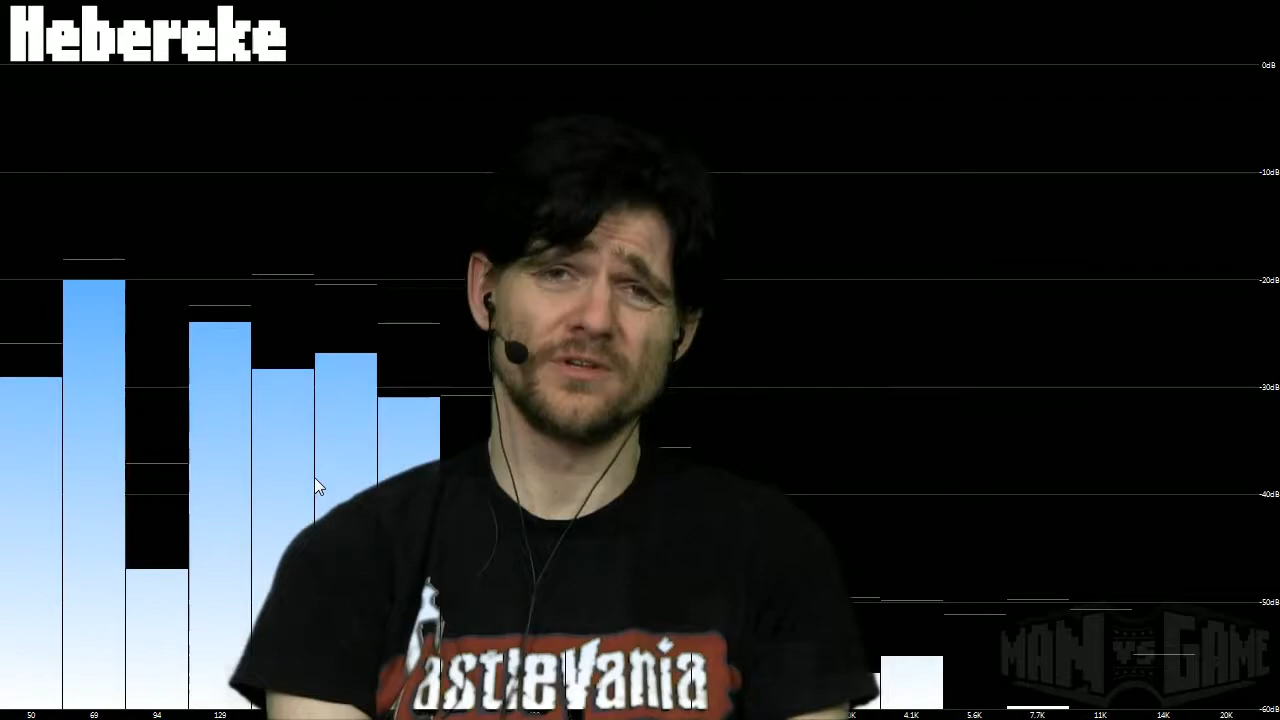 Hebereke
0dB
-10dB
-20dB
-30dB
-40dB
-50dB
-60dB
astleVania
MAN VS GAME
50 69 94 129 4.1K 5.6K 7.7K 11K 14K 20K